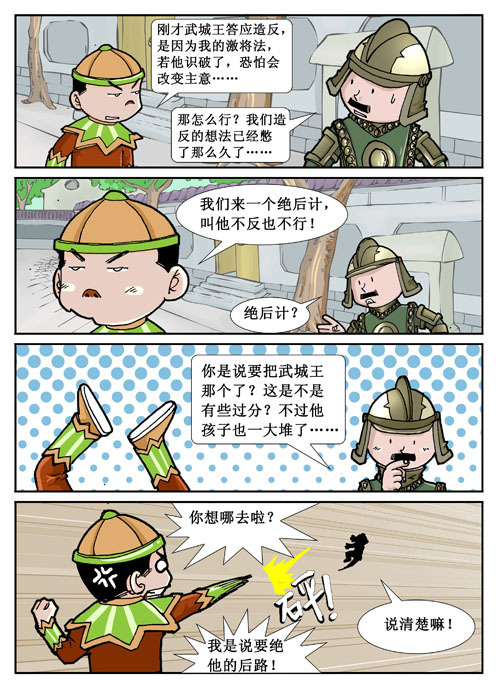 刚才武城王答应造反，
是因为我的激将法，
若他识破了，恐怕会
改变主意……
那怎么行？我们造
反的想法已经憋
了那么久了……
我们来一个绝后计，
叫他不反也不行！
绝后计？
你是说要把武城王
那个了？这是不是
有些过分？不过他
孩子也一大堆了……
你想哪去啦？
砰！
我是说要绝
他的后路！
说清楚嘛！